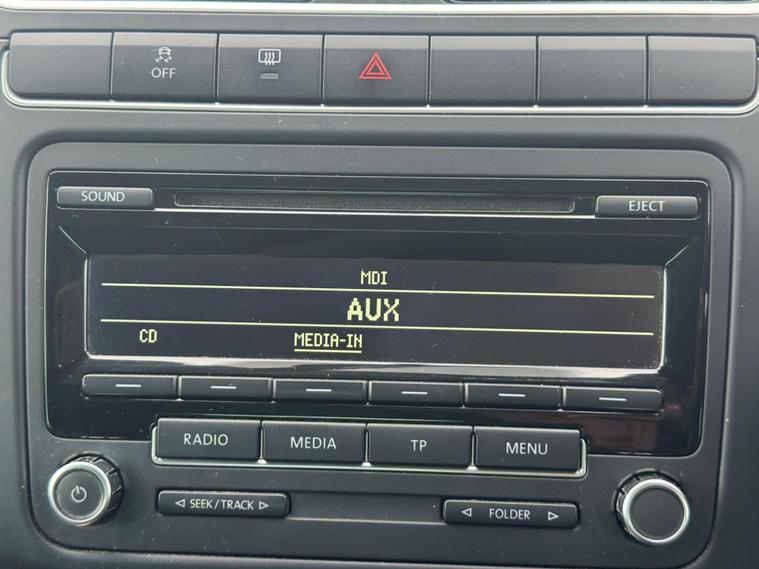 OFF
SOUND
EJECT
MDI
AUX
CD MEDIA-IN
RADIO MEDIA TP MENU
SEEK/TRACK FOLDER